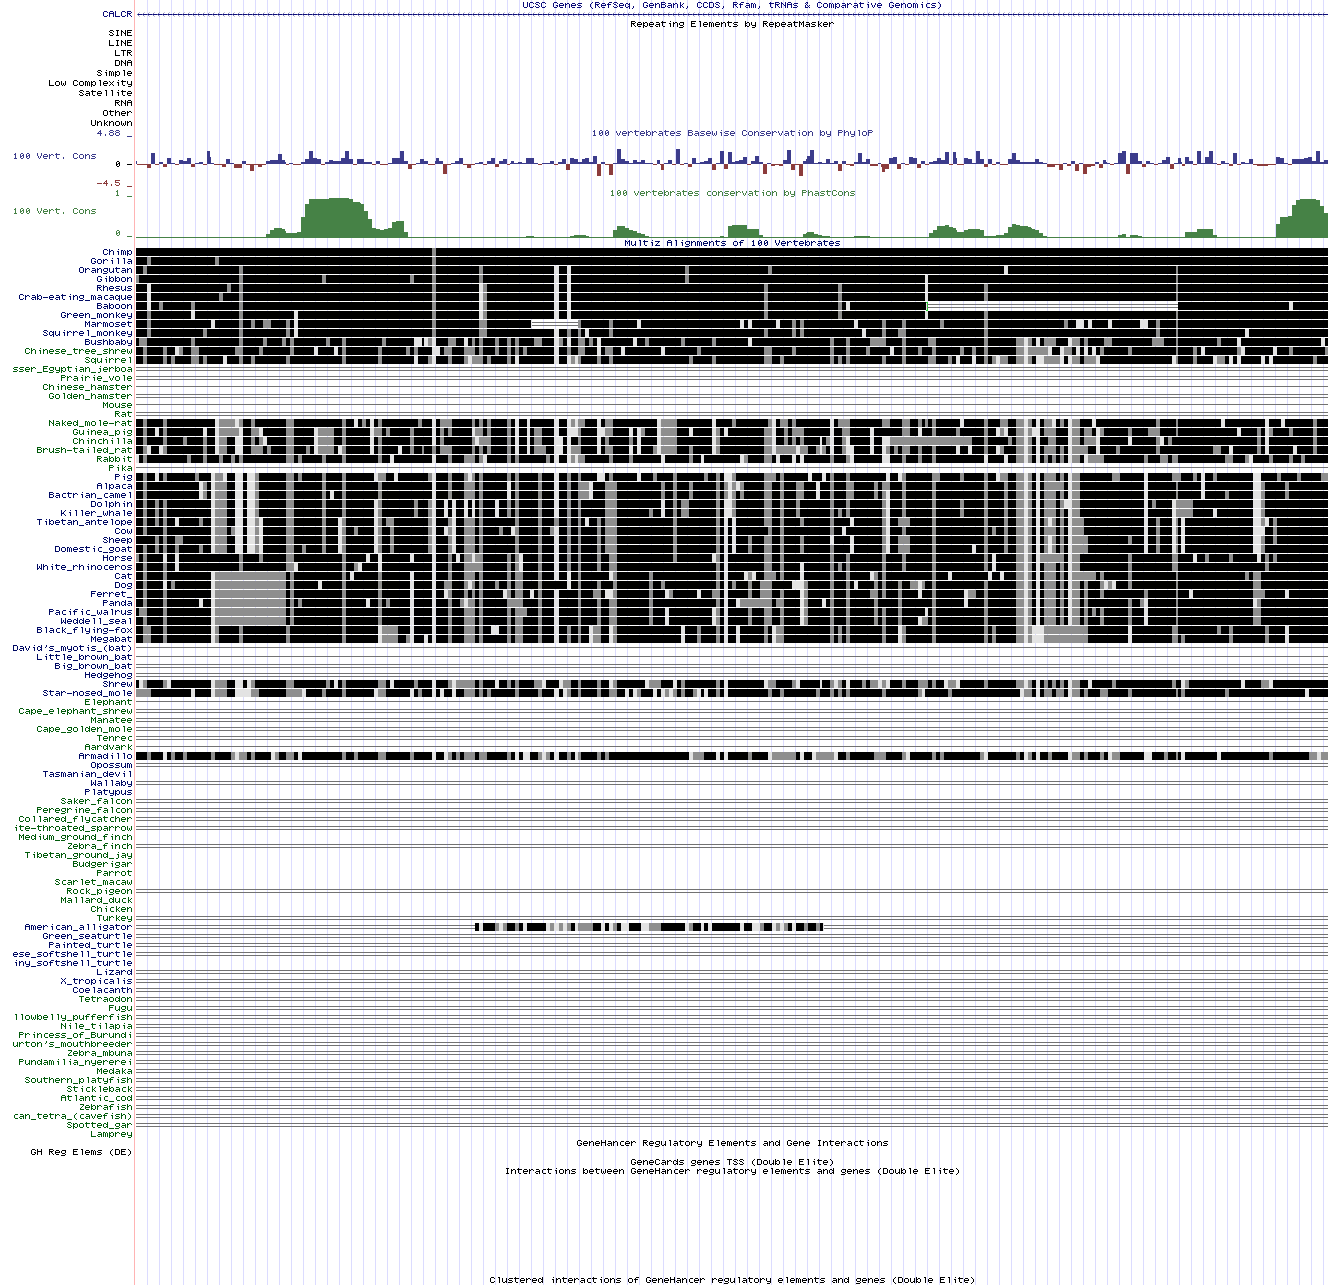 UCSC Genes (RefSeq, GenBank, CCDS, Rfam, tRNAs & Comparative Genomics)
CALCR
Repeating Elements by RepeatMasker
SINE
LINE
LTR
DNA
Simple
Low Complexity
Satellite
RNA
Other
Unknown
4.88 _
100 vertebrates Basewise Conservation by PhyloP
100 Vert. Cons
0 _
-4.5 _
1 _
100 vertebrates conservation by PhastCons
100 Vert. Cons
0 _
Multiz Alignments of 100 Vertebrates
Chimp
Gorilla
Orangutan
Gibbon
Rhesus
Crab-eating_macaque
Baboon
Green_monkey
Marmoset
Squirrel_monkey
Bushbaby
Chinese_tree_shrew
Squirrel
sser_Egyptian_jerboa
Prairie_vole
Chinese_hamster
Golden_hamster
Mouse
Rat
Naked_mole-rat
Guinea_pig
Chinchilla
Brush-tailed_rat
Rabbit
Pika
Pig
Alpaca
Bactrian_camel
Dolphin
Killer_whale
Tibetan_antelope
Cow
Sheep
Domestic_goat
Horse
White_rhinoceros
Cat
Dog
Ferret_
Panda
Pacific_walrus
Weddell_seal
Black_flying-fox
Megabat
David's_myotis_(bat)
Little_brown_bat
Big_brown_bat
Hedgehog
Shrew
Star-nosed_mole
Elephant
Cape_elephant_shrew
Manatee
Cape_golden_mole
Tenrec
Aardvark
Armadillo
Opossum
Tasmanian_devil
Wallaby
Platypus
Saker_falcon
Peregrine_falcon
Collared_flycatcher
ite-throated_sparrow
Medium_ground_finch
Zebra_finch
Tibetan_ground_jay
Budgerigar
Parrot
Scarlet_macaw
Rock_pigeon
Mallard_duck
Chicken
Turkey
American_alligator
Green_seaturtle
Painted_turtle
ese_softshell_turtle
iny_softshell_turtle
Lizard
X_tropicalis
Coelacanth
Tetraodon
Fugu
llowbelly_pufferfish
Nile_tilapia
Princess_of_Burundi
urton's_mouthbreeder
Zebra_mbuna
Pundamilia_nyererei
Medaka
Southern_platyfish
Stickleback
Atlantic_cod
Zebrafish
can_tetra_(cavefish)
Spotted_gar
Lamprey
GeneHancer Regulatory Elements and Gene Interactions
GH Reg Elems (DE)
GeneCards genes TSS (Double Elite)
Interactions between GeneHancer regulatory elements and genes (Double Elite)
Clustered interactions of GeneHancer regulatory elements and genes (Double Elite)